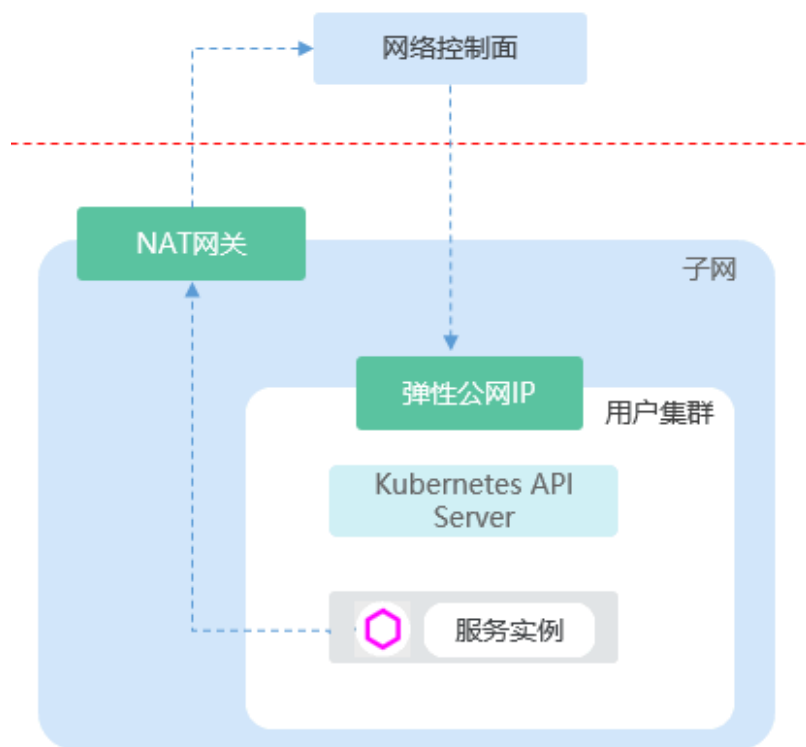 网络控制面
NAT网关
子网
弹性公网IP
用户集群
Kubernetes API
Server
服务实例